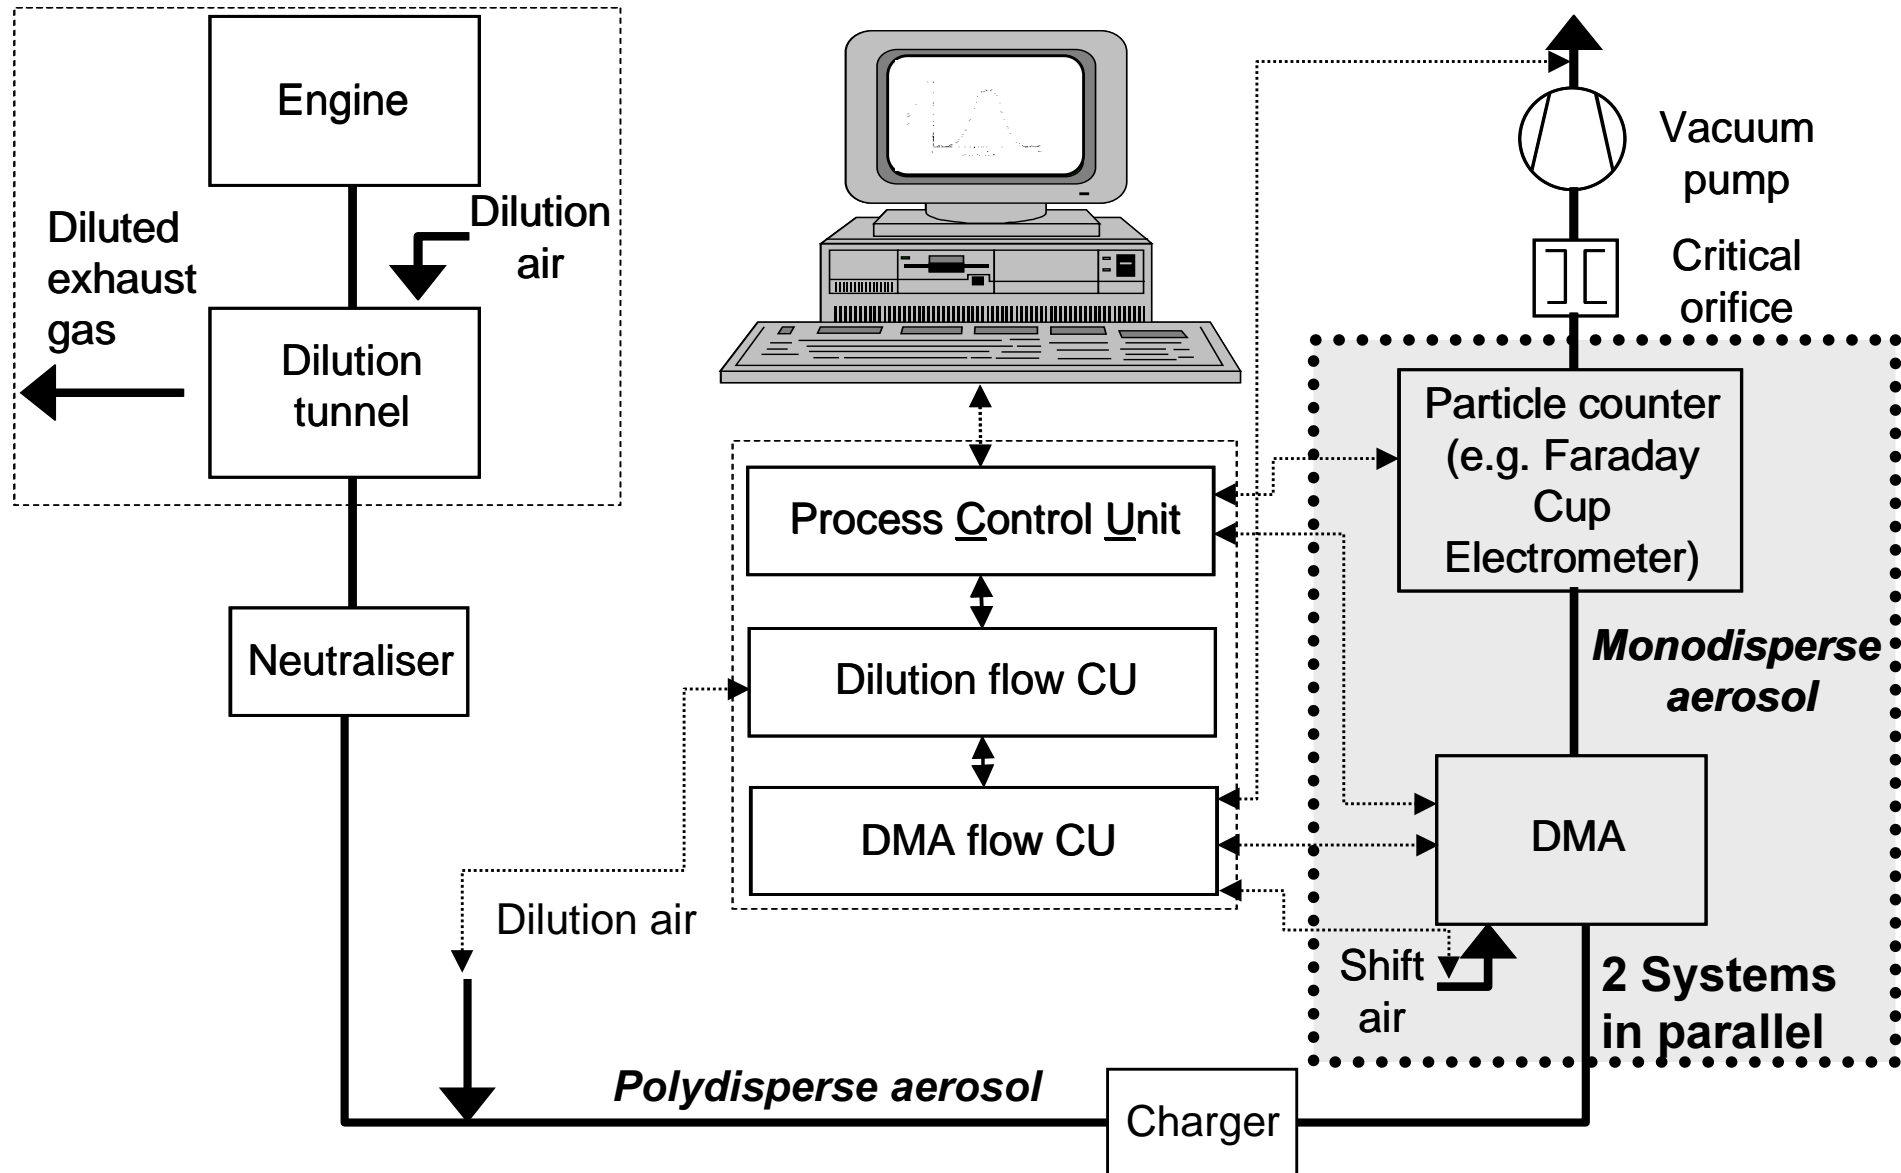 Engine
Dilution
air
Diluted
exhaust
gas
Dilution
tunnel
Neutraliser
Process Control Unit
Dilution flow CU
DMA flow CU
Dilution air
Polydisperse aerosol
Charger
Vacuum
pump
Critical
orifice
Particle counter
(e.g. Faraday
Cup
Electrometer)
Monodisperse
aerosol
DMA
Shift
air
2 Systems
in parallel